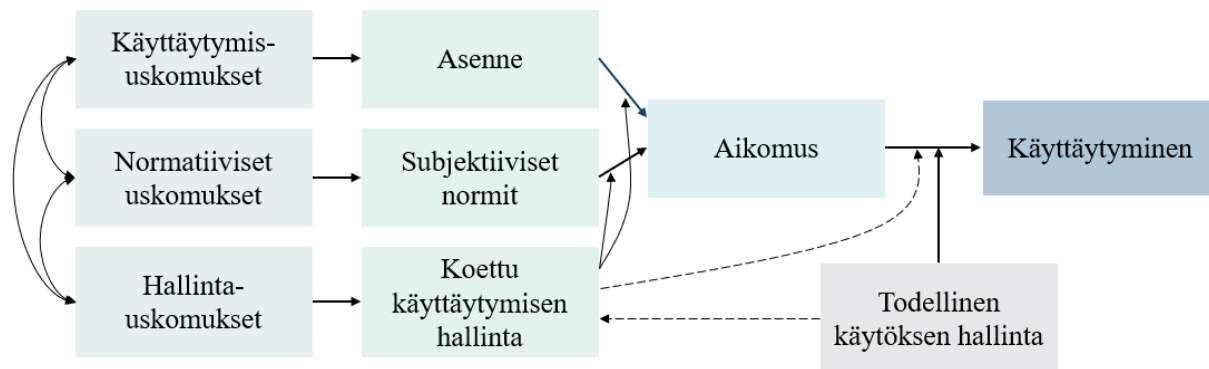 Käyttäytymis-
uskomukset
Asenne
Normatiiviset
uskomukset
Subjektiiviset
normit
Aikomus
Käyttäytyminen
Hallinta-
uskomukset
Koettu
käyttäytymisen
hallinta
Todellinen
käytöksen hallinta